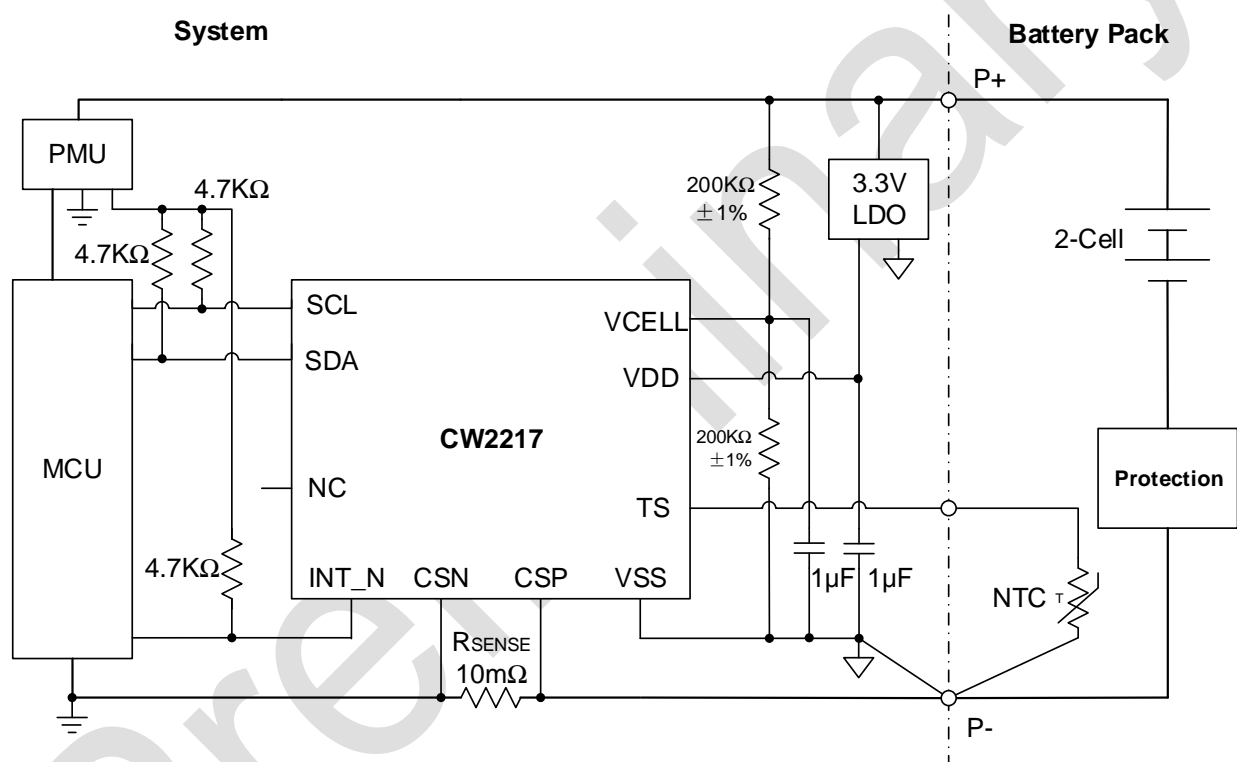 System
Battery Pack
P+
PMU
4.7KΩ
4.7KΩ
200KΩ
±1%
3.3V
LDO
2-Cell
SCL
VCELL
SDA
VDD
CW2217
200KΩ
±1%
MCU
NC
TS
Protection
4.7KΩ
INT_N
CSN
CSP
VSS
1µF
1µF
NTC
T
RSENSE
10mΩ
P-
Preliminary